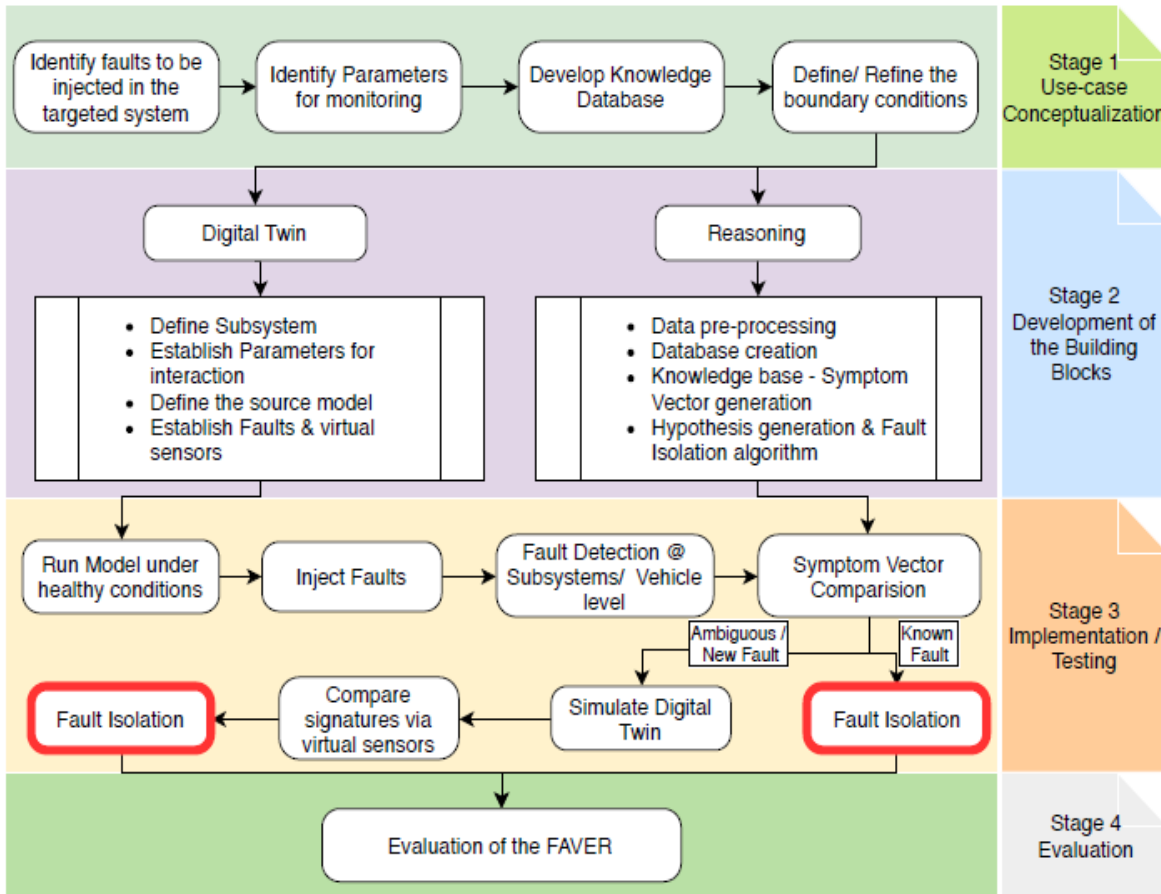 Identify faults to be
injected in the
targeted system
Identify Parameters
for monitoring
Develop Knowledge
Database
Define/ Refine the
boundary conditions
Stage 1
Use-case
Conceptualization
Digital Twin
Reasoning
• Define Subsystem
• Establish Parameters for
interaction
• Define the source model
• Establish Faults & virtual
sensors
• Data pre-processing
• Database creation
• Knowledge base - Symptom
Vector generation
• Hypothesis generation & Fault
Isolation algorithm
Stage 2
Development of
the Building
Blocks
Run Model under
healthy conditions
Inject Faults
Fault Detection @
Subsystems/ Vehicle
level
Symptom Vector
Comparision
Ambiguous /
New Fault
Known
Fault
Fault Isolation
Compare
signatures via
virtual sensors
Simulate Digital
Twin
Fault Isolation
Stage 3
Implementation /
Testing
Evaluation of the FAVER
Stage 4
Evaluation